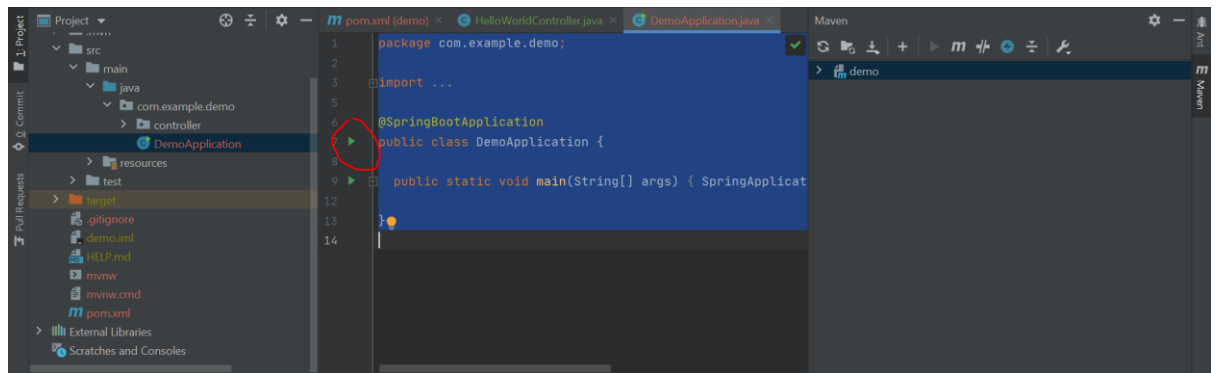 1: Project
Commit
Pull Requests
Project
.mvn
src
main
java
com.example.demo
controller
DemoApplication
resources
test
target
.gitignore
demo.iml
HELP.md
mvnw
mvnw.cmd
pom.xml
External Libraries
Scratches and Consoles
pom.xml (demo) HelloWorldController.java DemoApplication.java
1 package com.example.demo;
2
3 import ...
5
6 @SpringBootApplication
7 public class DemoApplication {
8
9 public static void main(String[] args) { SpringApplicat
12
13 }
14
Maven
demo
Ant
m Maven